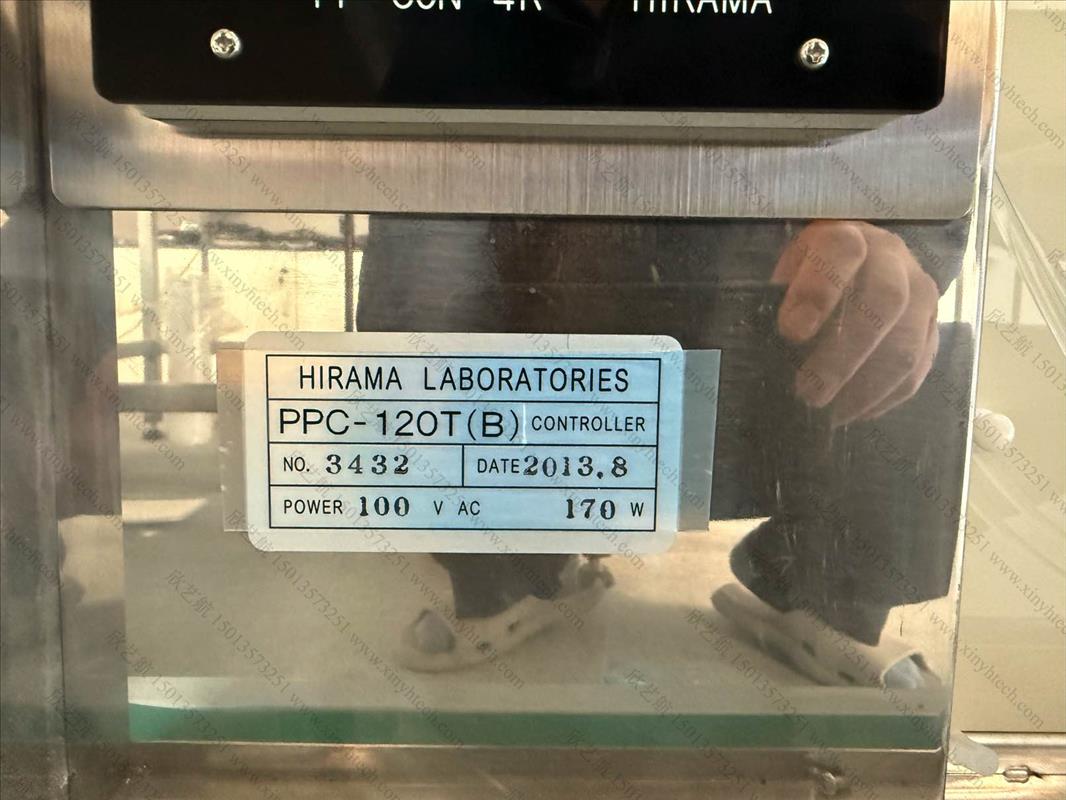 HIRAMA
HIRAMA LABORATORIES
PPC-120T(B) CONTROLLER
NO. 3432 DATE 2013.8
POWER 100 V AC 170 W
欣艺航 15013573251 www.xinyhtech.com